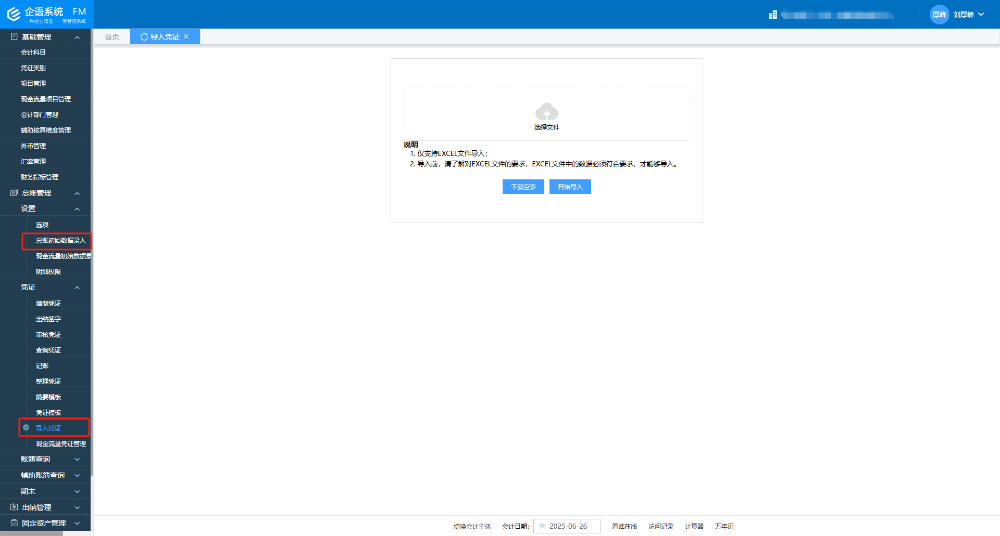 企语系统 FM
一种企业语言 一套管理系统
厚峰 刘厚峰
基础管理
会计科目
凭证类别
项目管理
现金流量项目管理
会计部门管理
辅助核算维度管理
外币管理
汇率管理
财务指标管理
总账管理
设置
选项
总账初始数据录入
现金流量初始数据录
明细权限
凭证
填制凭证
出纳签字
审核凭证
查询凭证
记账
整理凭证
摘要模板
凭证模板
导入凭证
现金流量凭证管理
账簿查询
辅助账簿查询
期末
出纳管理
固定资产管理
首页 导入凭证
选择文件
说明
1. 仅支持EXCEL文件导入；
2. 导入前，请了解对EXCEL文件的要求，EXCEL文件中的数据必须符合要求，才能够导入。
下载空表 开始导入
切换会计主体 会计日期： 2025-06-26 看谁在线 访问记录 计算器 万年历